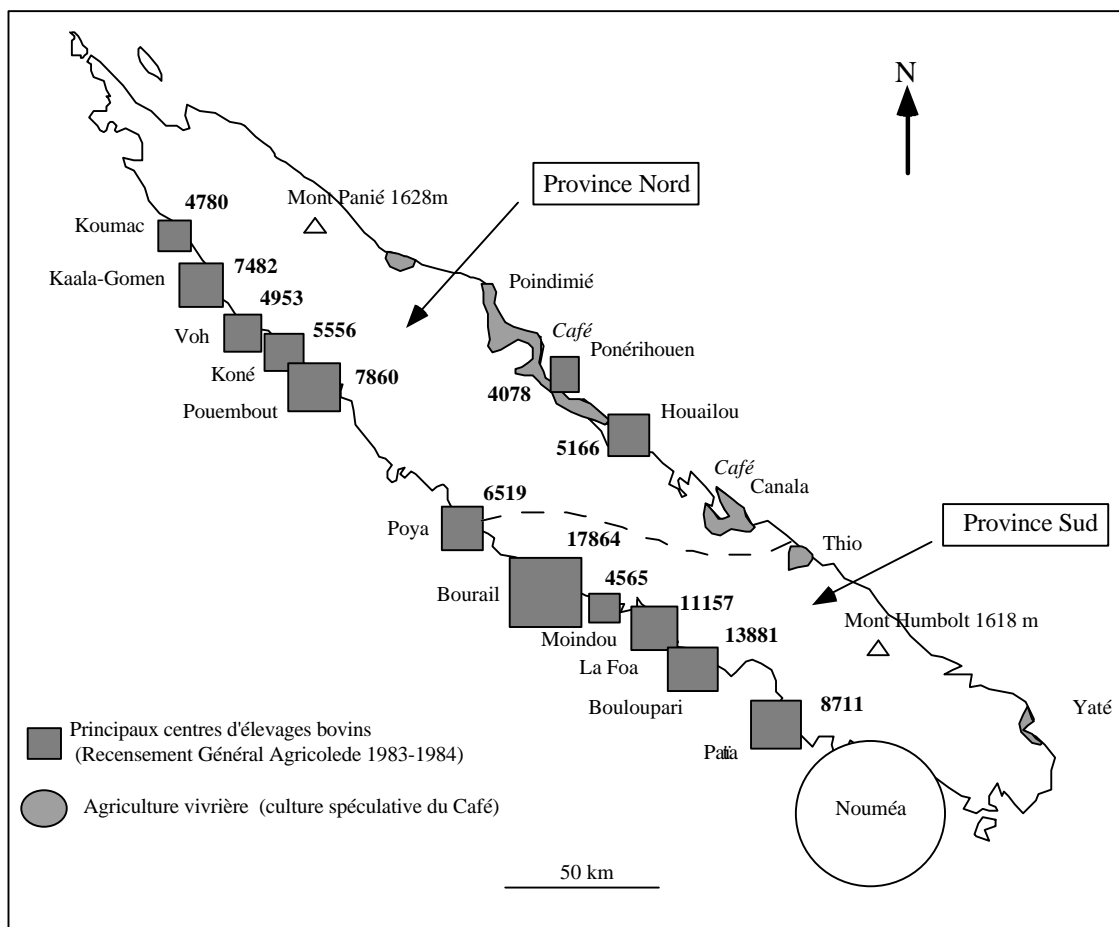 N
Province Nord
Mont Panié 1628m
4780
Koumac
7482
Kaala-Gomen
4953
Voh
5556
Koné
7860
Pouembout
Poindimié
Café
Ponérihouen
4078
Houailou
5166
Café
Canala
6519
Poya
Province Sud
Thio
17864
Bourail
4565
Moindou
11157
La Foa
13881
Bouloupari
Mont Humbolt 1618 m
8711
Yaté
Nouméa
Principaux centres d'élevages bovins
(Recensement Général Agricolede 1983-1984)
Agriculture vivrière (culture spéculative du Café)
50 km